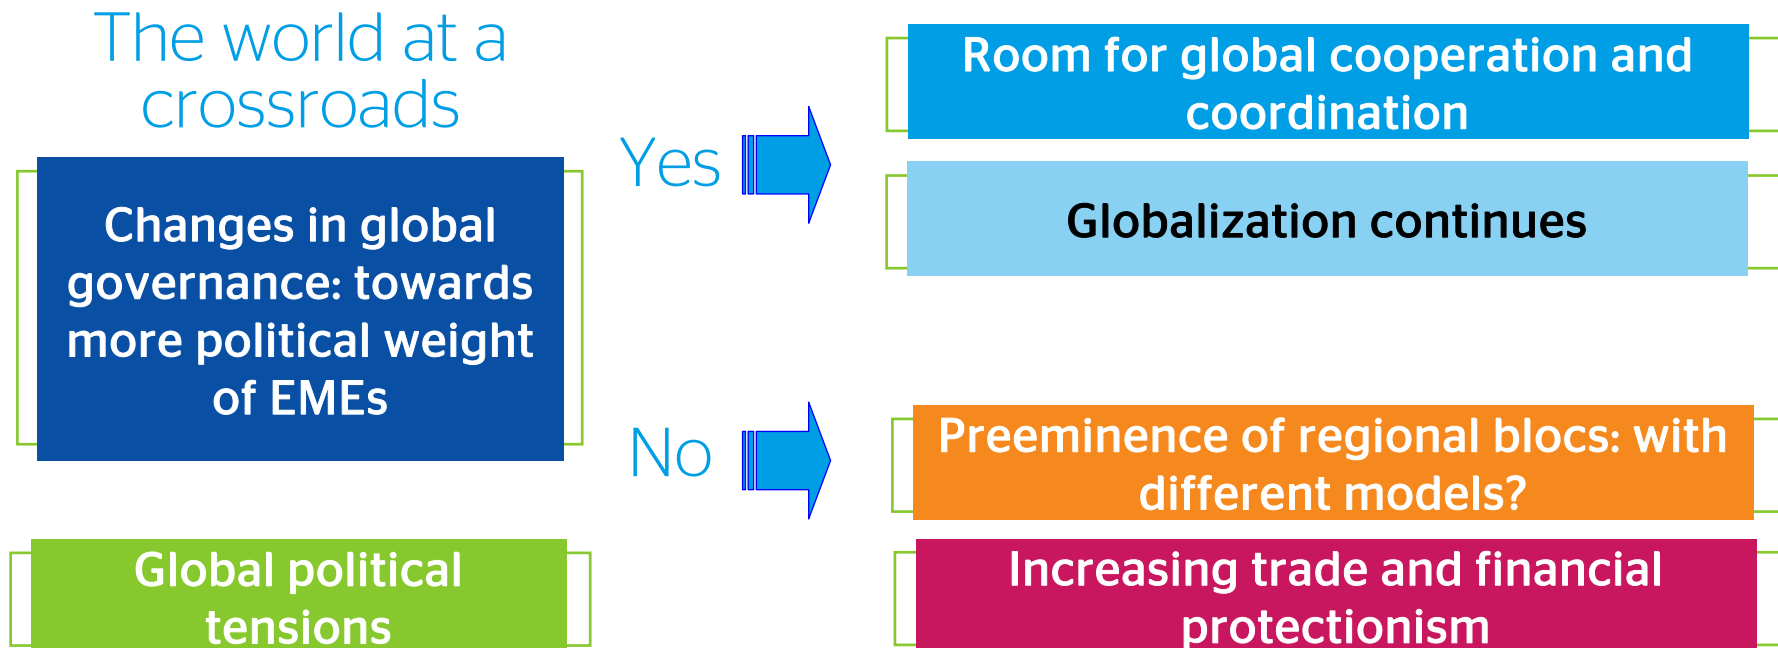 The world at a
crossroads
Changes in global
governance: towards
more political weight
of EMEs
Global political
tensions
Yes
Room for global cooperation and
coordination
Globalization continues
No
Preeminence of regional blocs: with
different models?
Increasing trade and financial
protectionism